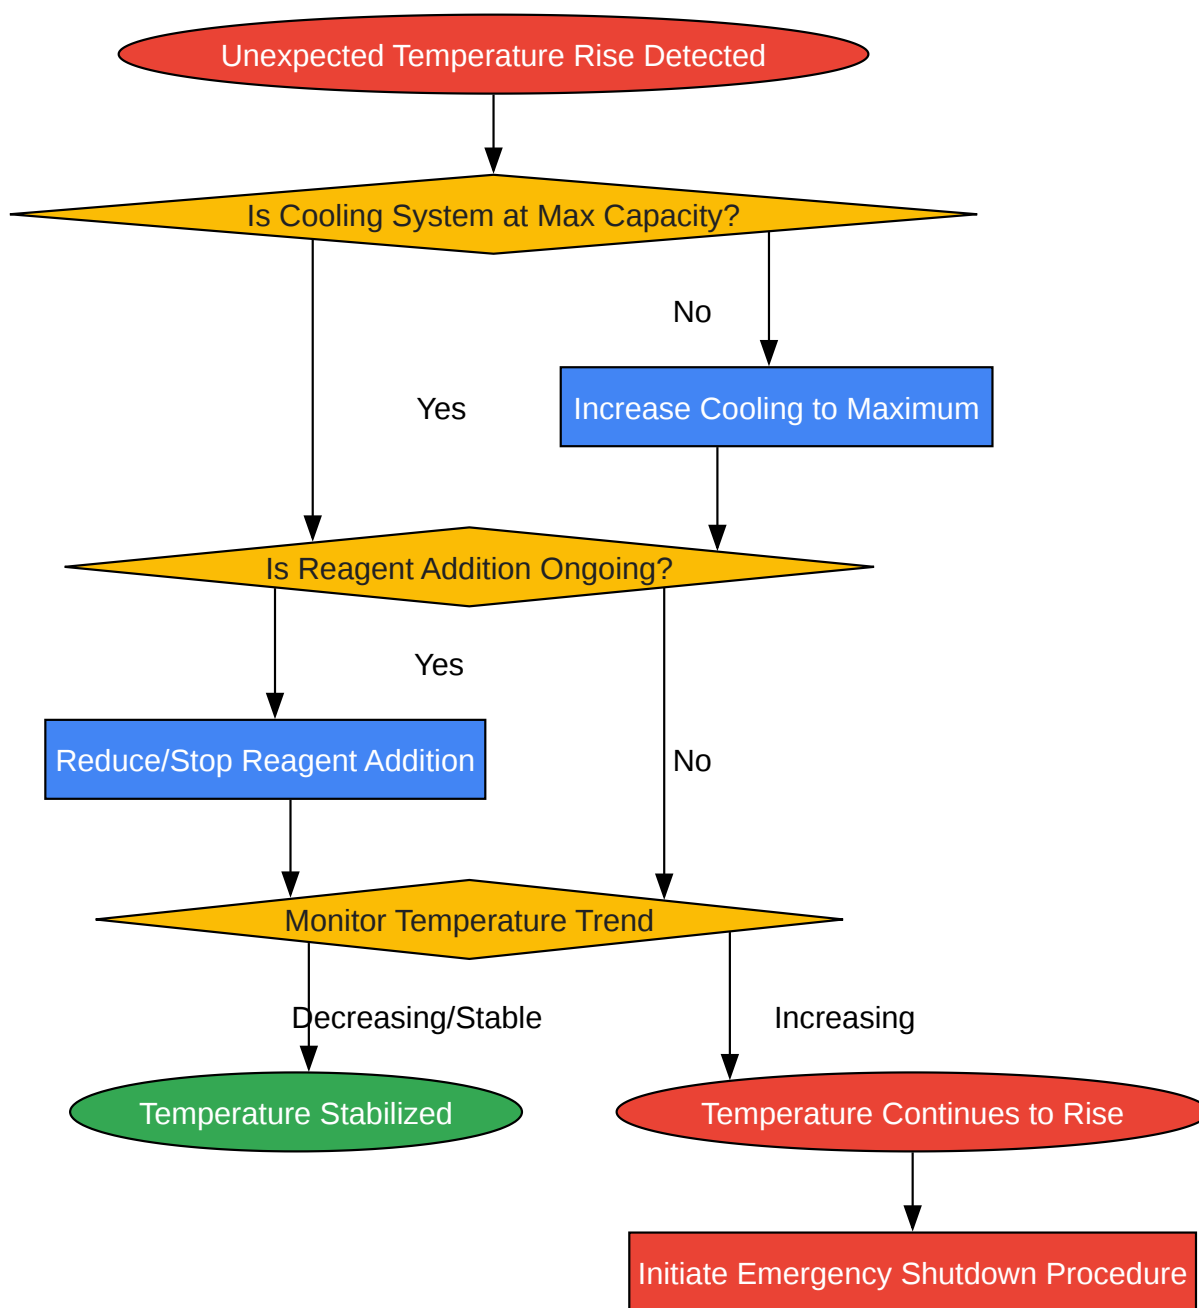 Unexpected Temperature Rise Detected
Is Cooling System at Max Capacity?
No
Yes
Increase Cooling to Maximum
Is Reagent Addition Ongoing?
Yes
Reduce/Stop Reagent Addition
No
Monitor Temperature Trend
Decreasing/Stable
Increasing
Temperature Stabilized
Temperature Continues to Rise
Initiate Emergency Shutdown Procedure